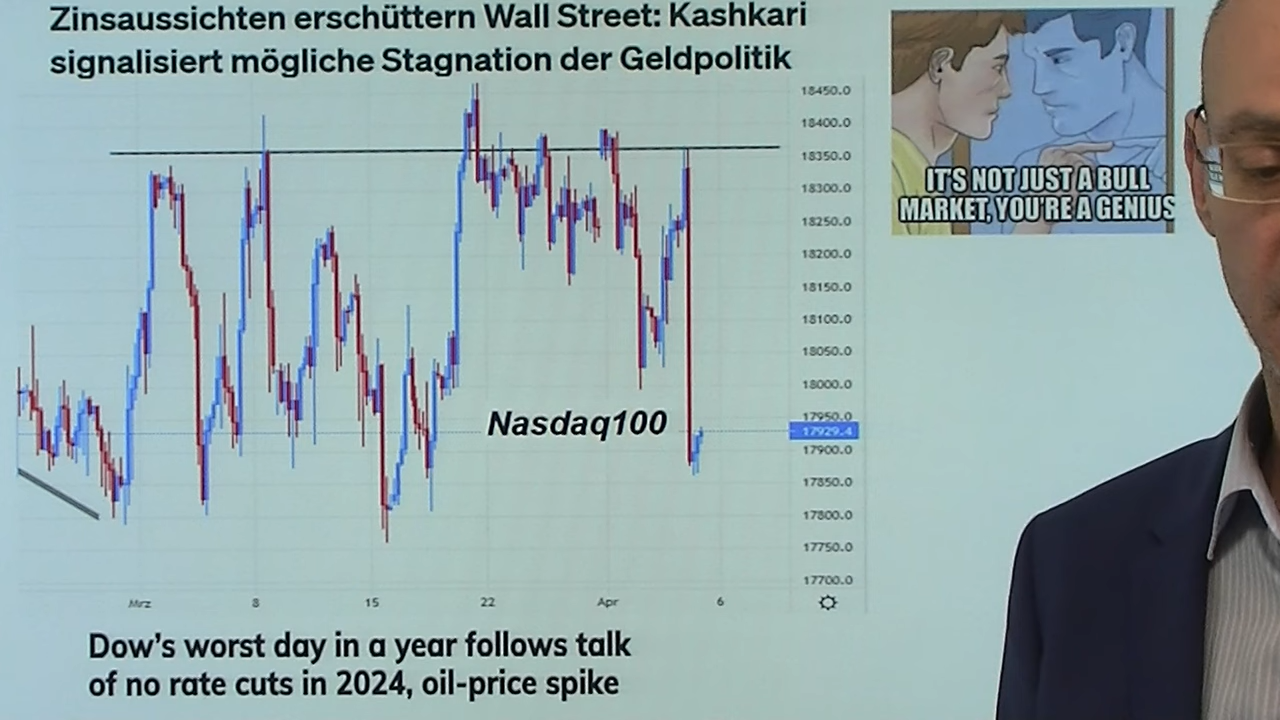 Zinsaussichten erschüttern Wall Street: Kashkari
signalisiert mögliche Stagnation der Geldpolitik
IT'S NOT JUST A BULL
MARKET, YOU'RE A GENIUS
18450.0
18400.0
18350.0
18300.0
18250.0
18200.0
18150.0
18100.0
18050.0
18000.0
17950.0
17929.4
17900.0
17850.0
17800.0
17750.0
17700.0
Nasdaq100
Mrz 8 15 22 Apr 6
Dow's worst day in a year follows talk
of no rate cuts in 2024, oil-price spike